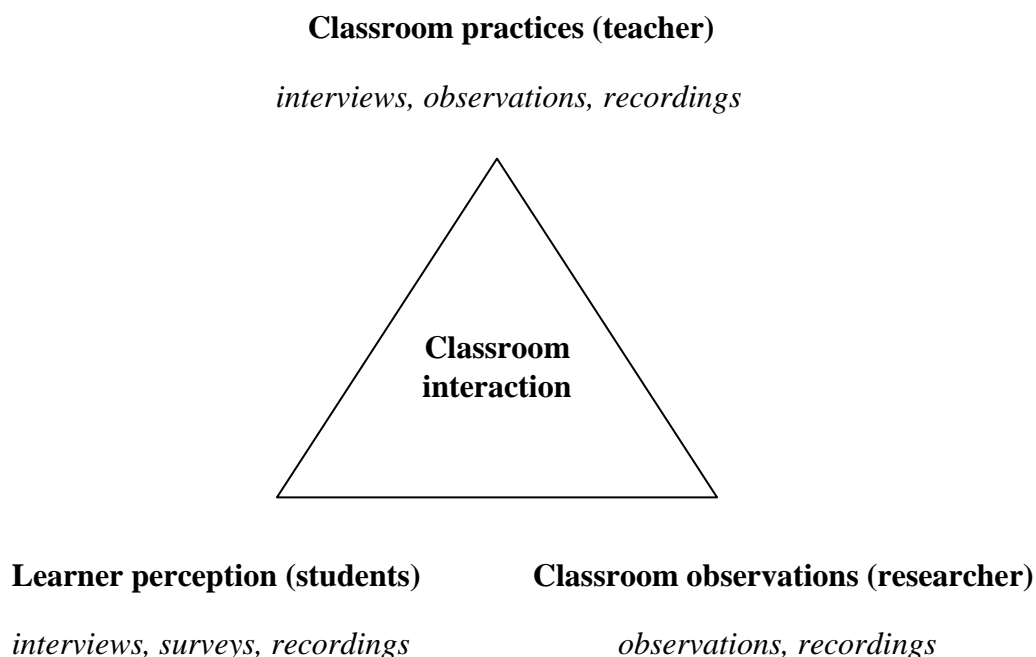 Classroom practices (teacher)
interviews, observations, recordings
Classroom
interaction
Learner perception (students)
Classroom observations (researcher)
interviews, surveys, recordings
observations, recordings